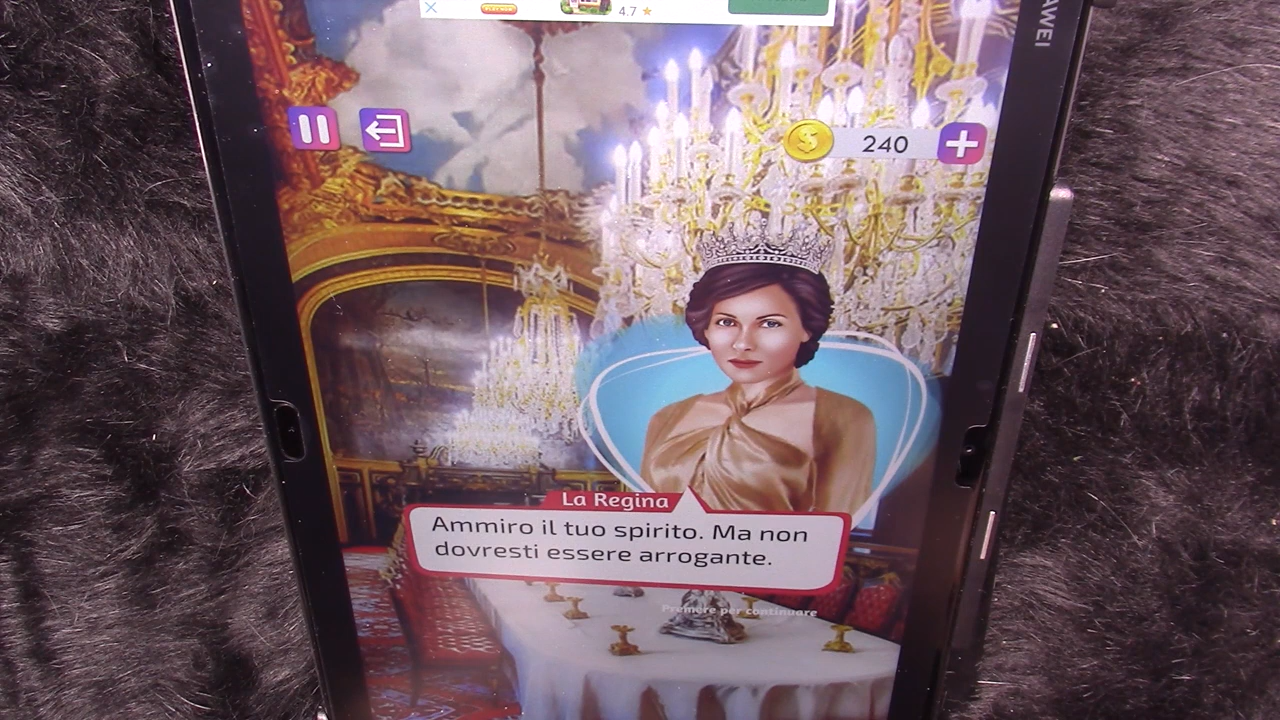 4.7
HUAWEI
240
La Regina
Ammiro il tuo spirito. Ma non
dovresti essere arrogante.
Premere per continuare